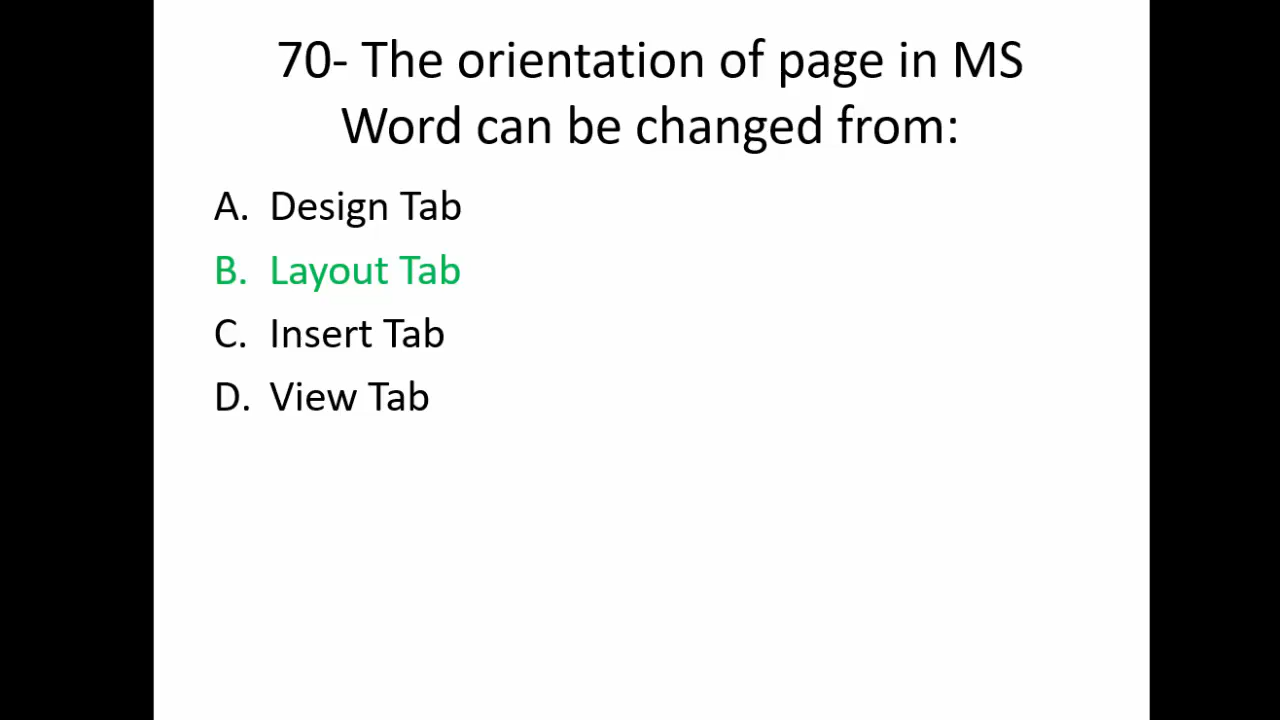 70- The orientation of page in MS
Word can be changed from:
A. Design Tab
B. Layout Tab
C. Insert Tab
D. View Tab